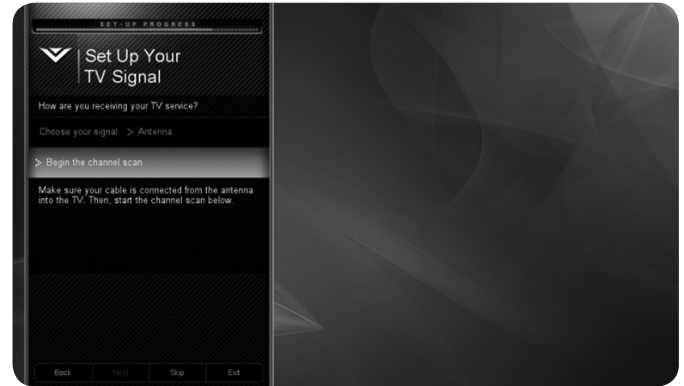 SET-UP PROGRESS
Set Up Your
TV Signal
How are you receiving your TV service?
Choose your signal > Antenna
> Begin the channel scan
Make sure your cable is connected from the antenna
into the TV. Then, start the channel scan below.
Back Next Skip Exit